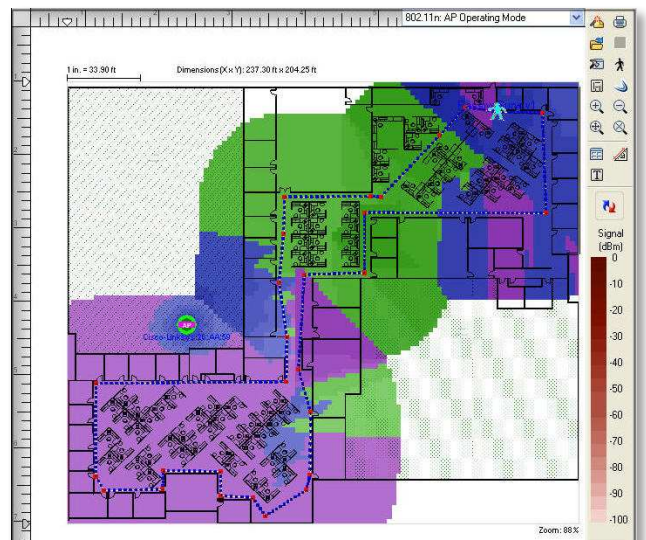 802.11n: AP Operating Mode
1 in. = 33.90 ft
Dimensions (X x Y): 237.30 ft x 204.25 ft
AP
Signal
(dBm)
0
-10
-20
-30
-40
-50
-60
-70
-80
-90
-100
Zoom: 88%